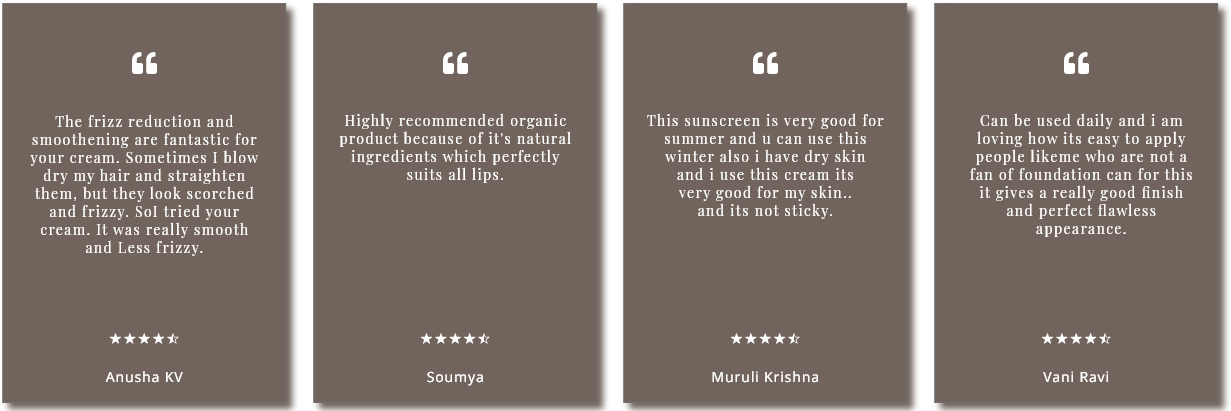 The frizz reduction and
smoothening are fantastic for
your cream. Sometimes I blow
dry my hair and straighten
them, but they look scorched
and frizzy. SoI tried your
cream. It was really smooth
and Less frizzy.
Anusha KV
Highly recommended organic
product because of it's natural
ingredients which perfectly
suits all lips.
Soumya
This sunscreen is very good for
summer and u can use this
winter also i have dry skin
and i use this cream its
very good for my skin..
and its not sticky.
Muruli Krishna
Can be used daily and i am
loving how its easy to apply
people likeme who are not a
fan of foundation can for this
it gives a really good finish
and perfect flawless
appearance.
Vani Ravi